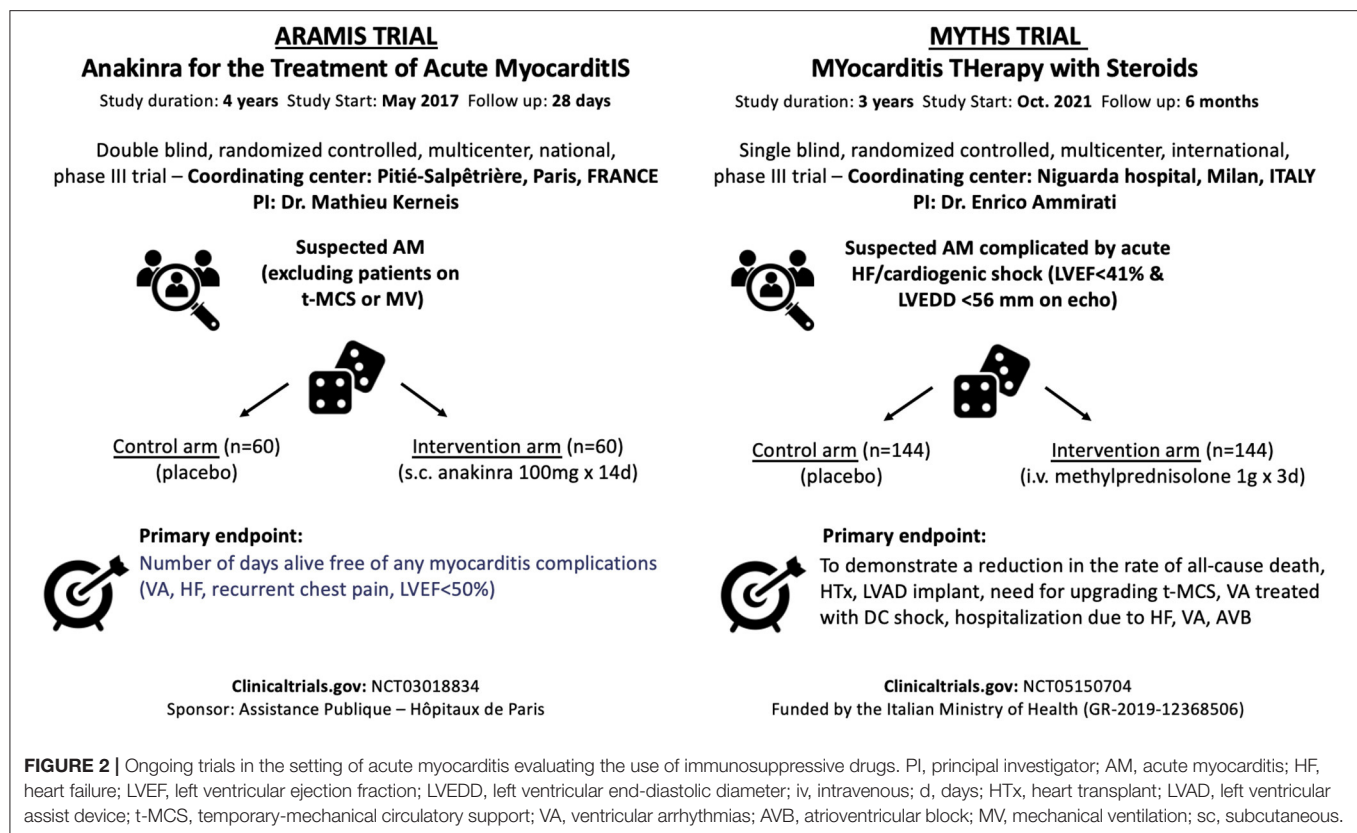 ARAMIS TRIAL
Anakinra for the Treatment of Acute MyocarditIS
Study duration: 4 years Study Start: May 2017 Follow up: 28 days
Double blind, randomized controlled, multicenter, national,
phase III trial – Coordinating center: Pitié-Salpêtrière, Paris, FRANCE
PI: Dr. Mathieu Kerneis
Suspected AM
(excluding patients on
t-MCS or MV)
Control arm (n=60)
(placebo)
Intervention arm (n=60)
(s.c. anakinra 100mg x 14d)
Primary endpoint:
Number of days alive free of any myocarditis complications
(VA, HF, recurrent chest pain, LVEF<50%)
Clinicaltrials.gov: NCT03018834
Sponsor: Assistance Publique – Hôpitaux de Paris
MYTHS TRIAL
MYocarditis THerapy with Steroids
Study duration: 3 years Study Start: Oct. 2021 Follow up: 6 months
Single blind, randomized controlled, multicenter, international,
phase III trial – Coordinating center: Niguarda hospital, Milan, ITALY
PI: Dr. Enrico Ammirati
Suspected AM complicated by acute
HF/cardiogenic shock (LVEF<41% &
LVEDD <56 mm on echo)
Control arm (n=144)
(placebo)
Intervention arm (n=144)
(i.v. methylprednisolone 1g x 3d)
Primary endpoint:
To demonstrate a reduction in the rate of all-cause death,
HTx, LVAD implant, need for upgrading t-MCS, VA treated
with DC shock, hospitalization due to HF, VA, AVB
Clinicaltrials.gov: NCT05150704
Funded by the Italian Ministry of Health (GR-2019-12368506)
FIGURE 2 | Ongoing trials in the setting of acute myocarditis evaluating the use of immunosuppressive drugs. PI, principal investigator; AM, acute myocarditis; HF,
heart failure; LVEF, left ventricular ejection fraction; LVEDD, left ventricular end-diastolic diameter; iv, intravenous; d, days; HTx, heart transplant; LVAD, left ventricular
assist device; t-MCS, temporary-mechanical circulatory support; VA, ventricular arrhythmias; AVB, atrioventricular block; MV, mechanical ventilation; sc, subcutaneous.